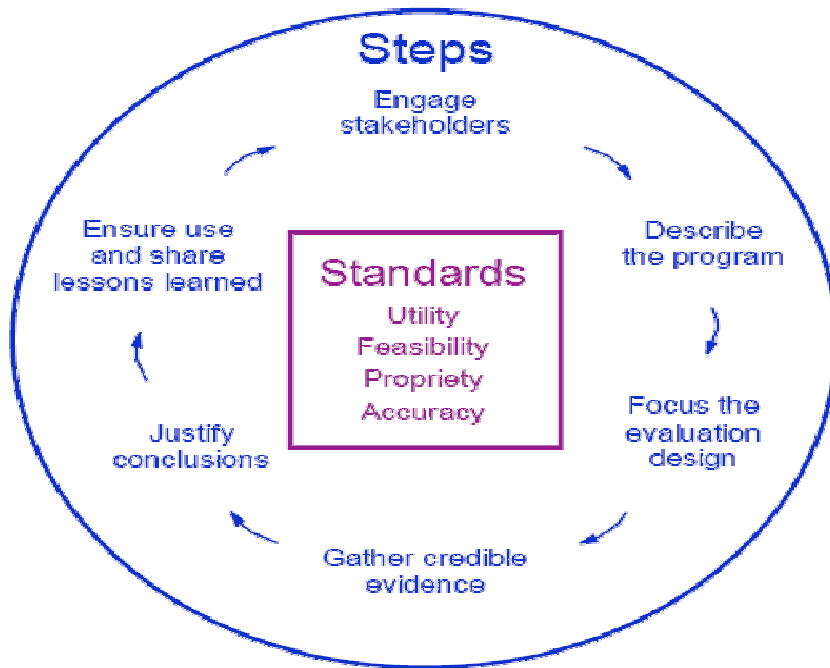 Steps
Engage
stakeholders
Describe
the program
Focus the
evaluation
design
Gather credible
evidence
Justify
conclusions
Ensure use
and share
lessons learned
Standards
Utility
Feasibility
Propriety
Accuracy